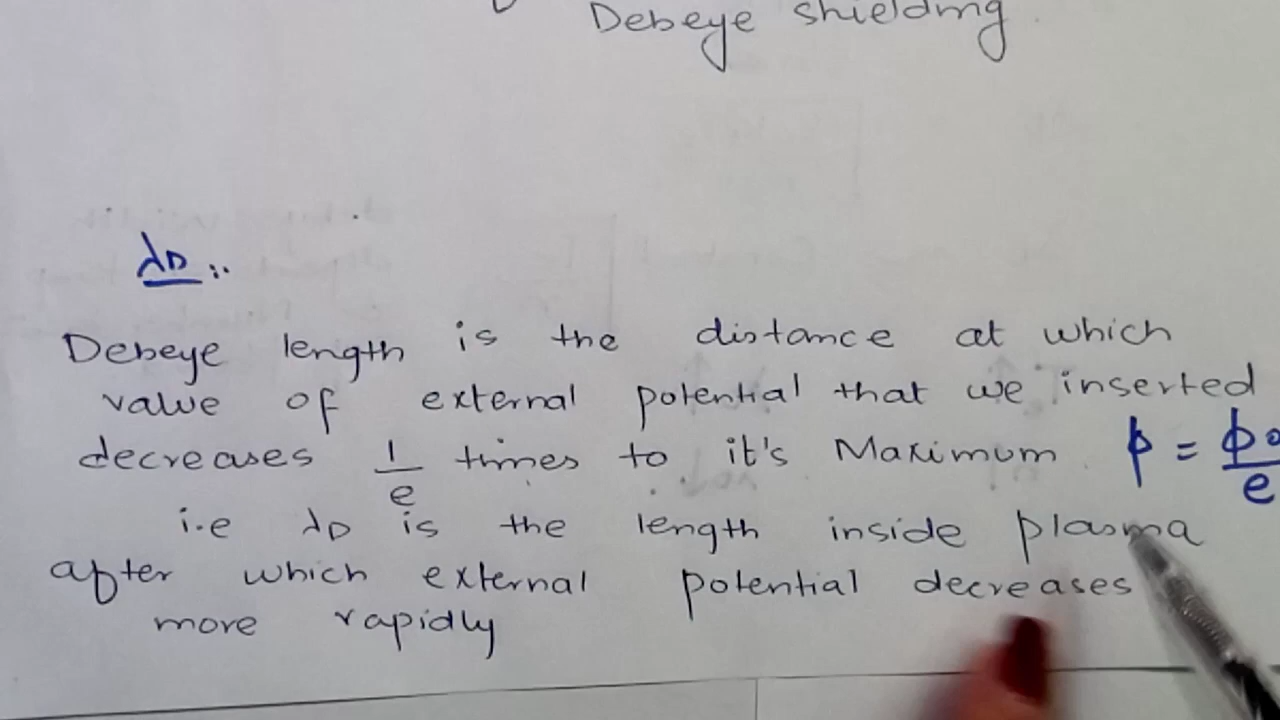 Debeye shielding
λD :.
Debeye length is the distance at which
value of external potential that we inserted
decreases 1/e times to it's Maximum ϕ = ϕ0/e
i.e λD is the length inside plasma
after which external potential decreases
more rapidly